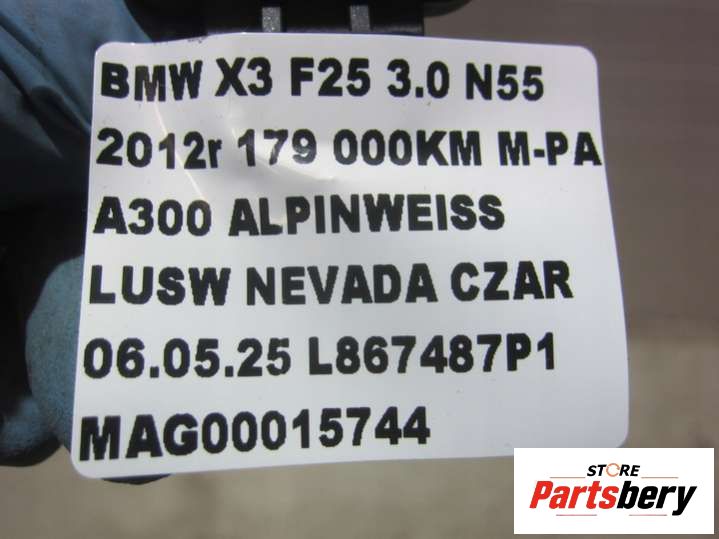 BMW X3 F25 3.0 N55
2012r 179 000KM M-PA
A300 ALPINWEISS
LUSW NEVADA CZAR
06.05.25 L867487P1
MAG00015744
STORE
Partsbery